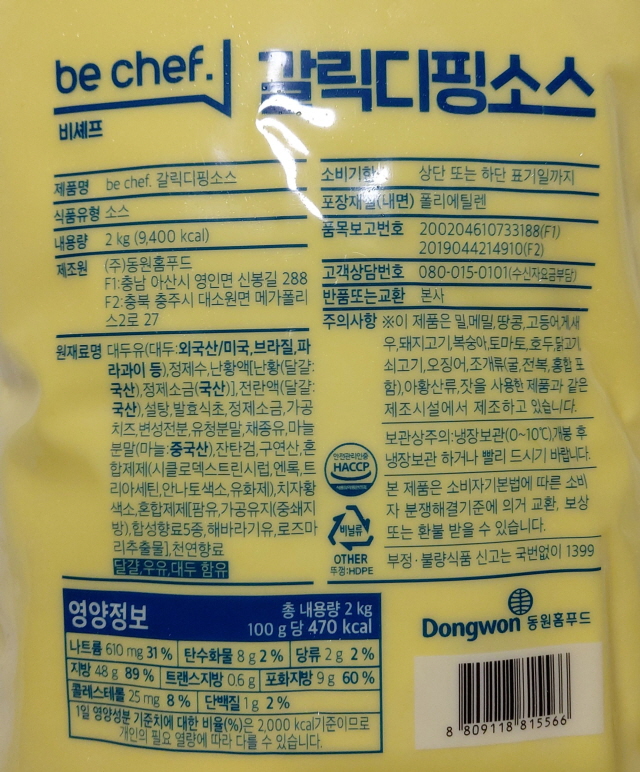 be chef.
비셰프
갈릭디핑소스
제품명 be chef. 갈릭디핑소스
식품유형 소스
내용량 2 kg (9,400 kcal)
제조원 (주)동원홈푸드
F1:충남 아산시 영인면 신봉길 288
F2:충북 충주시 대소원면 메가폴리
스2로 27
원재료명 대두유(대두:외국산/미국,브라질,파
라과이 등),정제수,난황액[난황(달걀:
국산),정제소금(국산)],전란액(달걀:
국산),설탕,발효식초,정제소금,가공
치즈,변성전분,유청분말,채종유,마늘
분말(마늘:중국산),잔탄검,구연산,혼
합제제(시클로덱스트린시럽,엔록,트
리아세틴,안나토색소,유화제),치자황
색소,혼합제제[팜유,가공유지(중쇄지
방),합성향료5종,해바라기유,로즈마
리추출물],천연향료
달걀,우유,대두 함유
소비기한 상단 또는 하단 표기일까지
포장재질(내면) 폴리에틸렌
품목보고번호 200204610733188(F1)
2019044214910(F2)
고객상담번호 080-015-0101(수신자요금부담)
반품또는교환 본사
주의사항 ※이 제품은 밀,메밀,땅콩,고등어,게,새
우,돼지고기,복숭아,토마토,호두,닭고기,
쇠고기,오징어,조개류(굴,전복,홍합 포
함),아황산류,잣을 사용한 제품과 같은
제조시설에서 제조하고 있습니다.
보관상주의:냉장보관(0~10℃),개봉 후
냉장보관 하거나 빨리 드시기 바랍니다.
본 제품은 소비자기본법에 따른 소비
자 분쟁해결기준에 의거 교환, 보상
또는 환불 받을 수 있습니다.
부정·불량식품 신고는 국번없이 1399
안전관리인증
HACCP
비닐류
OTHER
뚜껑:HDPE
영양정보
총 내용량 2 kg
100 g 당 470 kcal
나트륨 610 mg 31 % 탄수화물 8 g 2 % 당류 2 g 2 %
지방 48 g 89 % 트랜스지방 0.6 g 포화지방 9 g 60 %
콜레스테롤 25 mg 8 % 단백질 1 g 2 %
1일 영양성분 기준치에 대한 비율(%)은 2,000 kcal기준이므로
개인의 필요 열량에 따라 다를 수 있습니다.
Dongwon 동원홈푸드
8 809118 815566